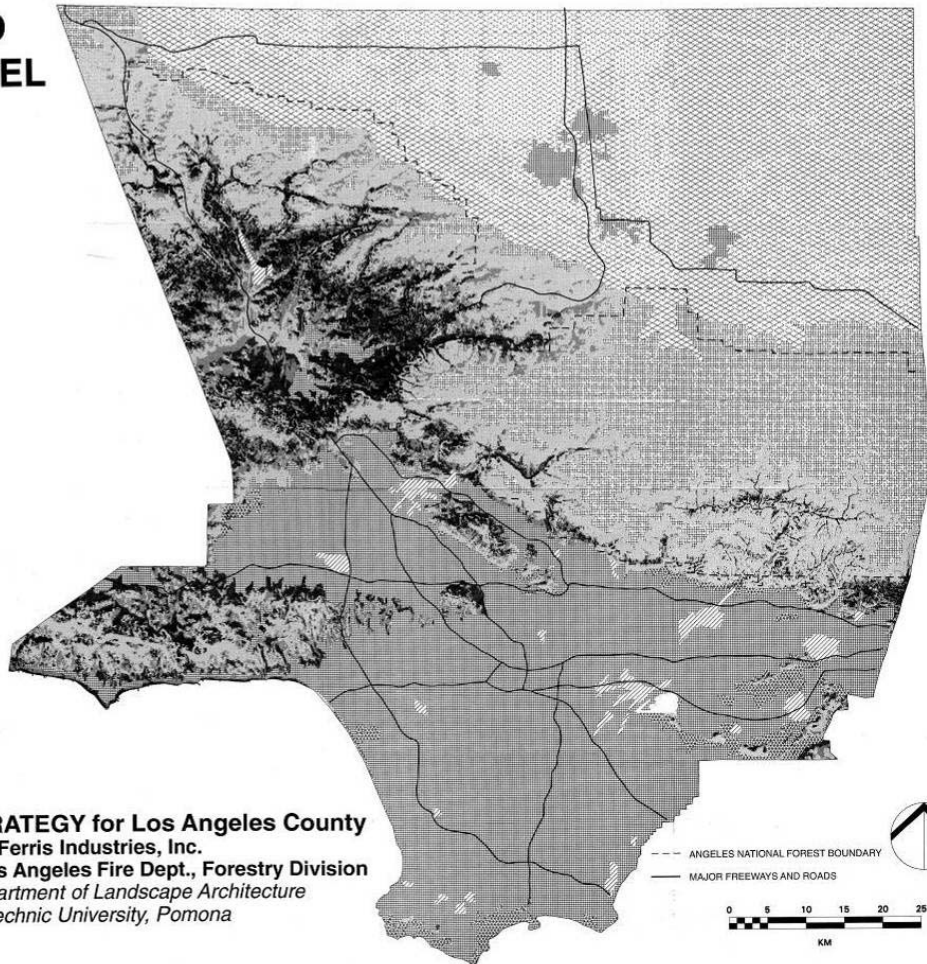 O
EL
RATEGY for Los Angeles County
Ferris Industries, Inc.
s Angeles Fire Dept., Forestry Division
artment of Landscape Architecture
technic University, Pomona
ANGELES NATIONAL FOREST BOUNDARY
MAJOR FREEWAYS AND ROADS
0 5 10 15 20 25
KM